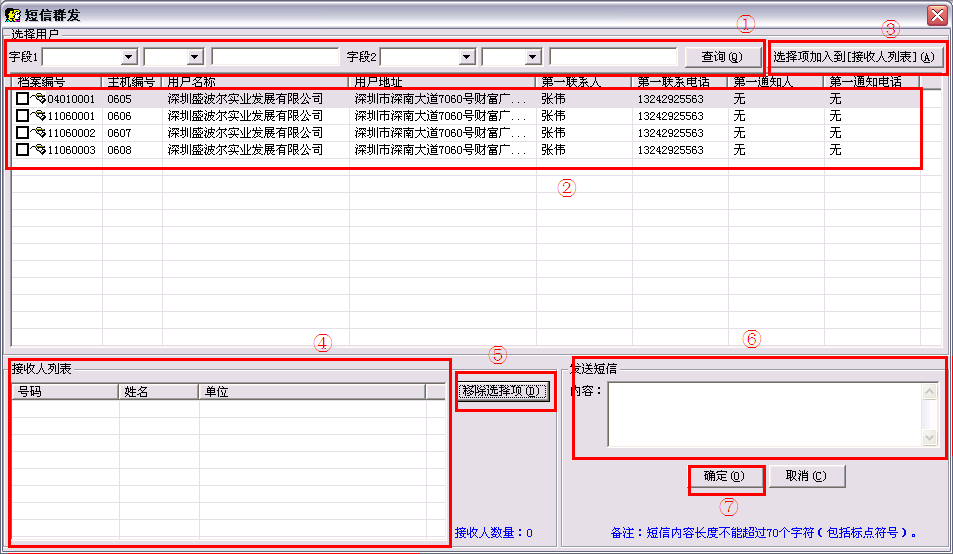 短信群发
选择用户
①
③
字段1 字段2 查询(Q) 选择项加入到[接收人列表](A)
档案编号 主机编号 用户名称 用户地址 第一联系人 第一联系电话 第一通知人 第一通知电话
04010001 0605 深圳盛波尔实业发展有限公司 深圳市深南大道7060号财富广... 张伟 13242925563 无 无
11060001 0606 深圳盛波尔实业发展有限公司 深圳市深南大道7060号财富广... 张伟 13242925563 无 无
11060002 0607 深圳盛波尔实业发展有限公司 深圳市深南大道7060号财富广... 张伟 13242925563 无 无
11060003 0608 深圳盛波尔实业发展有限公司 深圳市深南大道7060号财富广... 张伟 13242925563 无 无
②
④
⑤
⑥
接收人列表
号码 姓名 单位
移除选择项(D)
发送短信
内容：
确定(O) 取消(C)
⑦
接收人数量：0
备注：短信内容长度不能超过70个字符(包括标点符号)。